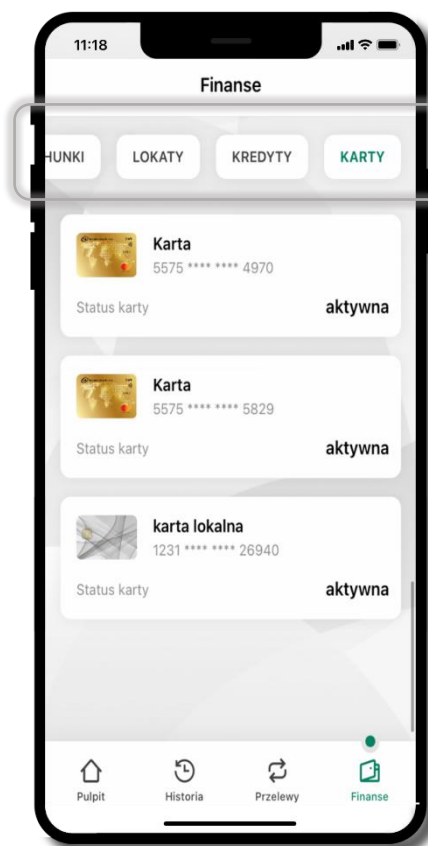 11:18
Finanse
HUNKI LOKATY KREDYTY KARTY
Karta
5575 **** **** 4970
Status karty aktywna
Karta
5575 **** **** 5829
Status karty aktywna
karta lokalna
1231 **** **** 26940
Status karty aktywna
Pulpit Historia Przelewy Finanse